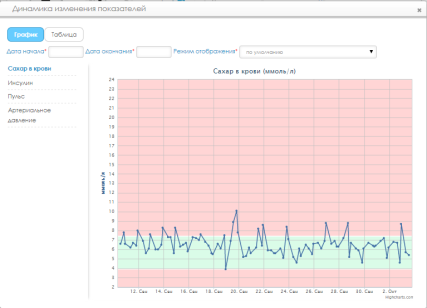 Динамика изменения показателей
График
Таблица
Дата начала* Дата окончания* Режим отображения* по умолчанию
Сахар в крови
Инсулин
Пульс
Артериальное
давление
Сахар в крови (ммоль/л)
ммоль/л
24
23
22
21
20
19
18
17
16
15
14
13
12
11
10
9
8
7
6
5
4
3
2
12. Сен 14. Сен 16. Сен 18. Сен 20. Сен 22. Сен 24. Сен 26. Сен 28. Сен 30. Сен 2. Окт
Highcharts.com